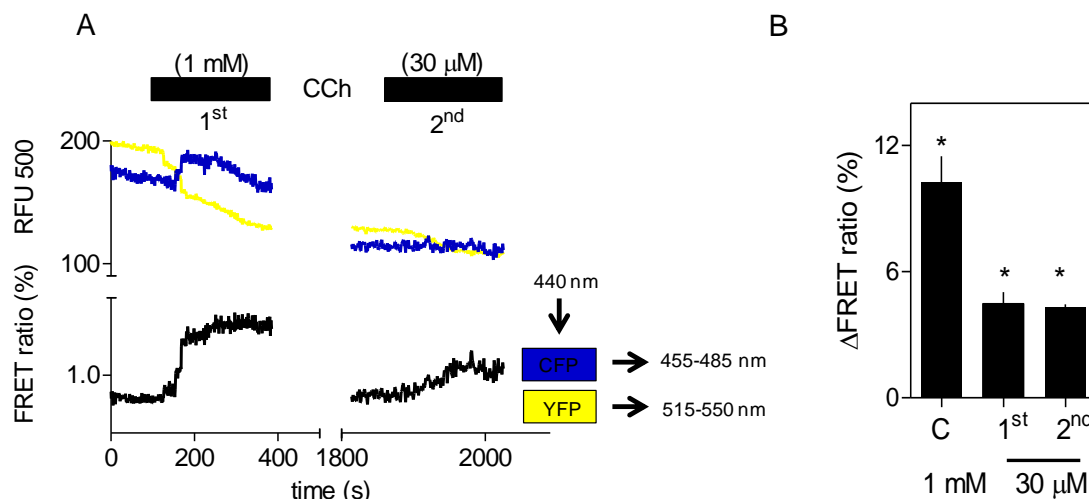 A
(1 mM)
CCh
(30 μM)
1st
2nd
RFU 500
200
100
FRET ratio (%)
1.0
0
200
400
1800
2000
time (s)
440 nm
CFP
455-485 nm
YFP
515-550 nm
B
ΔFRET ratio (%)
12
6
0
*
*
*
C
1st
2nd
1 mM
30 μM